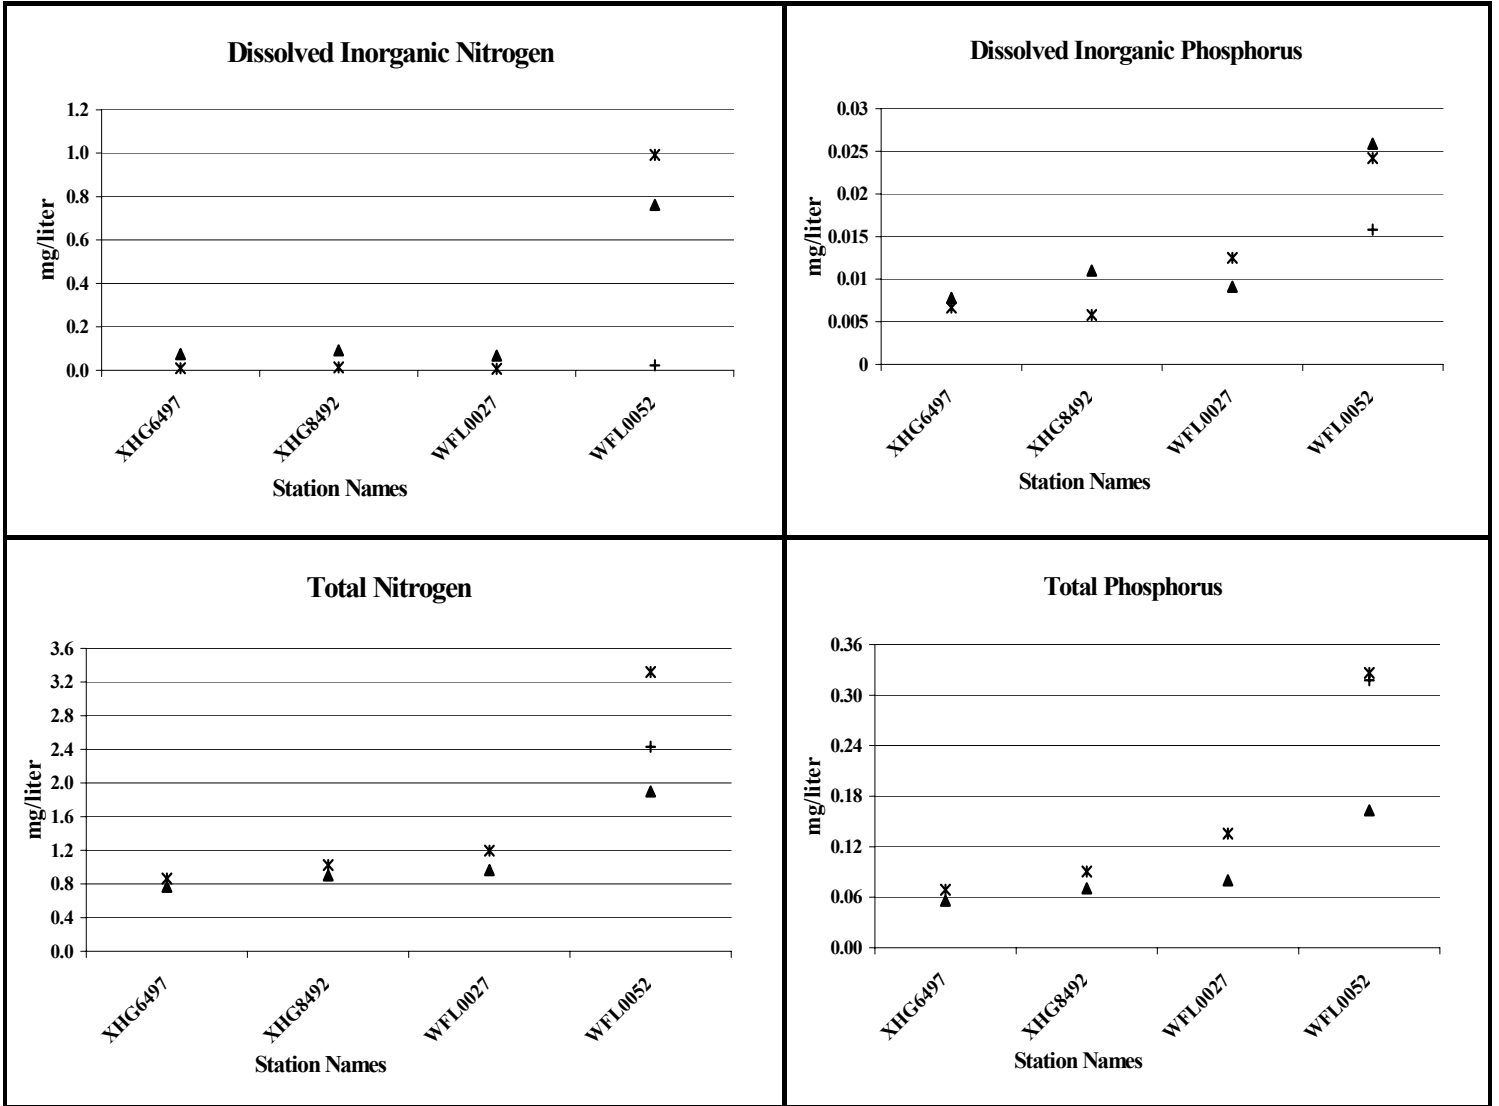 Dissolved Inorganic Nitrogen
1.2
1.0
0.8
0.6
0.4
0.2
0.0
mg/liter
XHG6497
XHG8492
WFL0027
WFL0052
Station Names
Dissolved Inorganic Phosphorus
0.03
0.025
0.02
0.015
0.01
0.005
0
mg/liter
XHG6497
XHG8492
WFL0027
WFL0052
Station Names
Total Nitrogen
3.6
3.2
2.8
2.4
2.0
1.6
1.2
0.8
0.4
0.0
mg/liter
XHG6497
XHG8492
WFL0027
WFL0052
Station Names
Total Phosphorus
0.36
0.30
0.24
0.18
0.12
0.06
0.00
mg/liter
XHG6497
XHG8492
WFL0027
WFL0052
Station Names